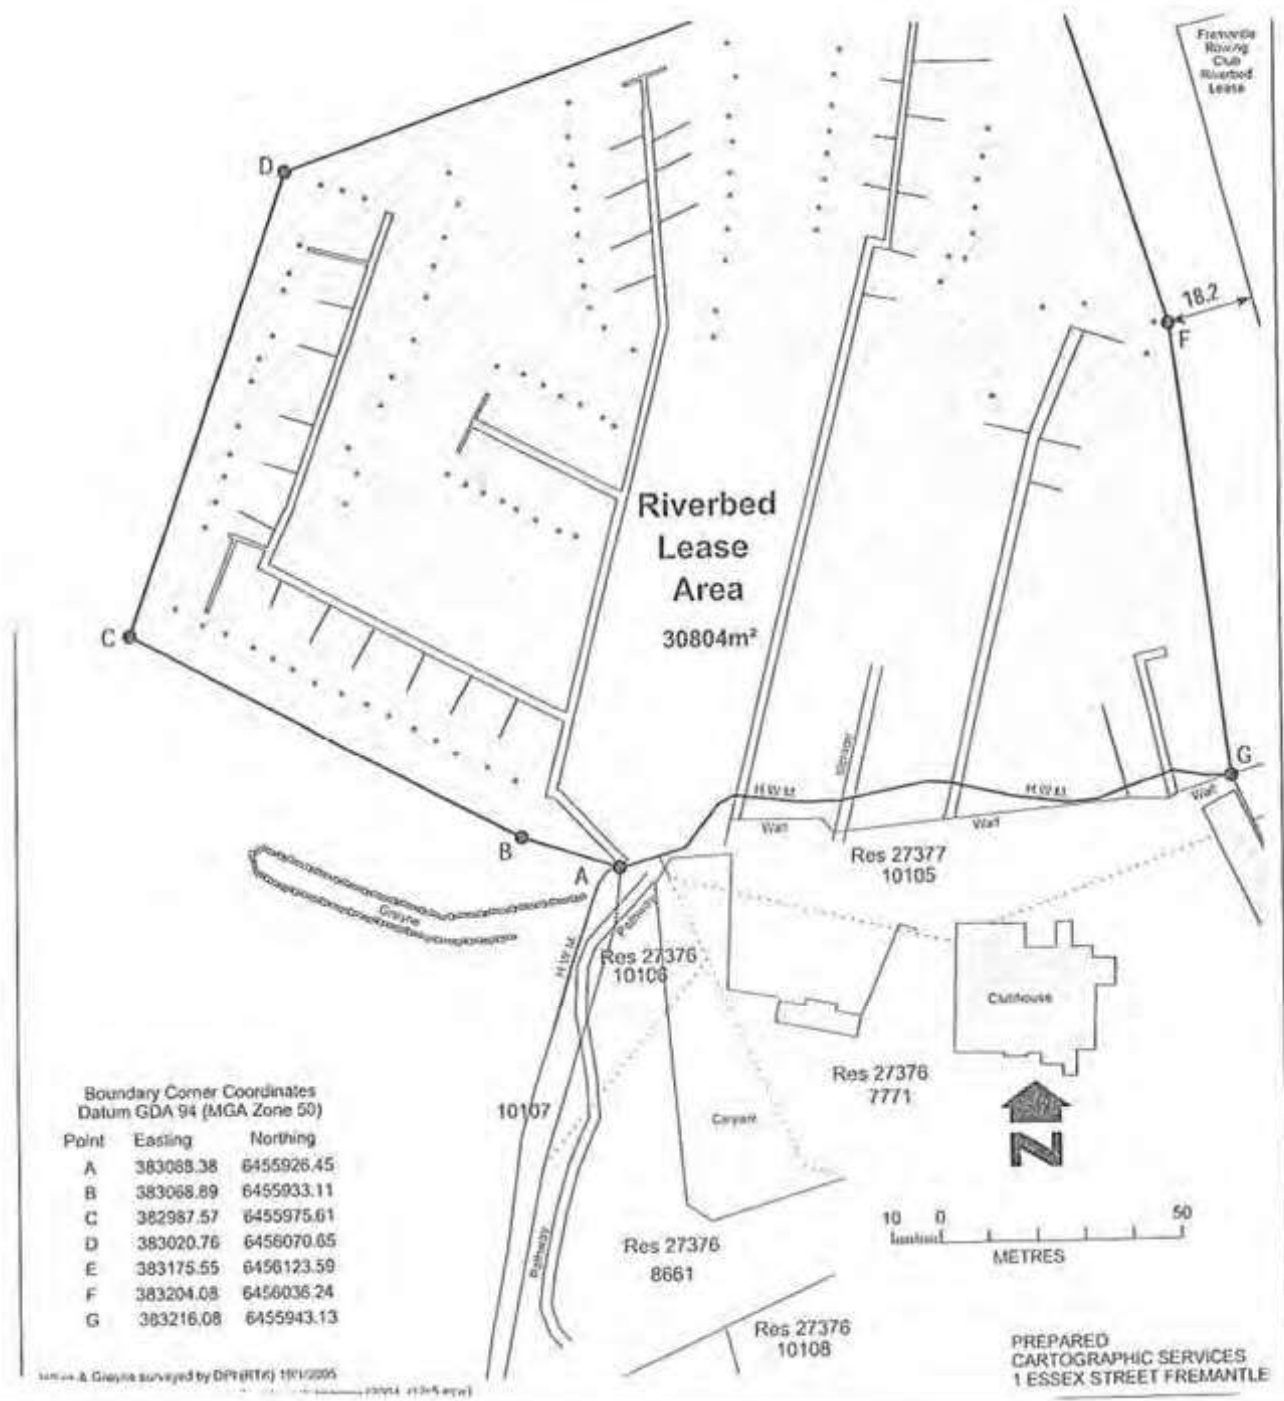 Fremantle
Rowing
Club
Riverbed
Lease
D
18.2
F
Riverbed
Lease
Area
30804m²
C
G
H.W.M.
H.W.M.
Wall
Wall
Wall
B
A
Res 27377
10105
Groyne
Pathway
H.W.M.
Res 27376
10106
Clubhouse
Res 27376
7771
10107
Carpark
N
Boundary Corner Coordinates
Datum GDA 94 (MGA Zone 50)
Point Easting Northing
A 383088.38 6455926.45
B 383068.89 6455933.11
C 382987.57 6455975.61
D 383020.76 6456070.65
E 383175.55 6456123.59
F 383204.08 6456036.24
G 383216.08 6455943.13
10 0 50
METRES
Pathway
Res 27376
8661
Res 27376
10108
PREPARED
CARTOGRAPHIC SERVICES
1 ESSEX STREET FREMANTLE
& Groyne surveyed by